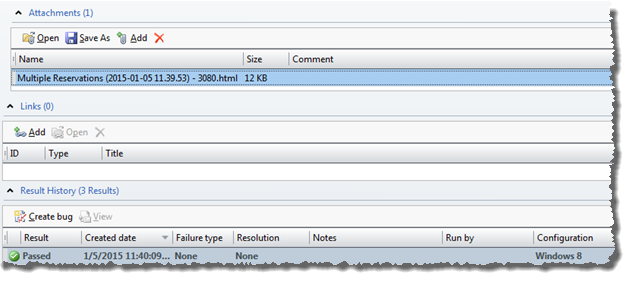 Attachments (1)
Open Save As Add
Name Size Comment
Multiple Reservations (2015-01-05 11.39.53) - 3080.html 12 KB
Links (0)
Add Open
ID Type Title
Result History (3 Results)
Create bug View
Result Created date Failure type Resolution Notes Run by Configuration
Passed 1/5/2015 11:40:09... None None Windows 8